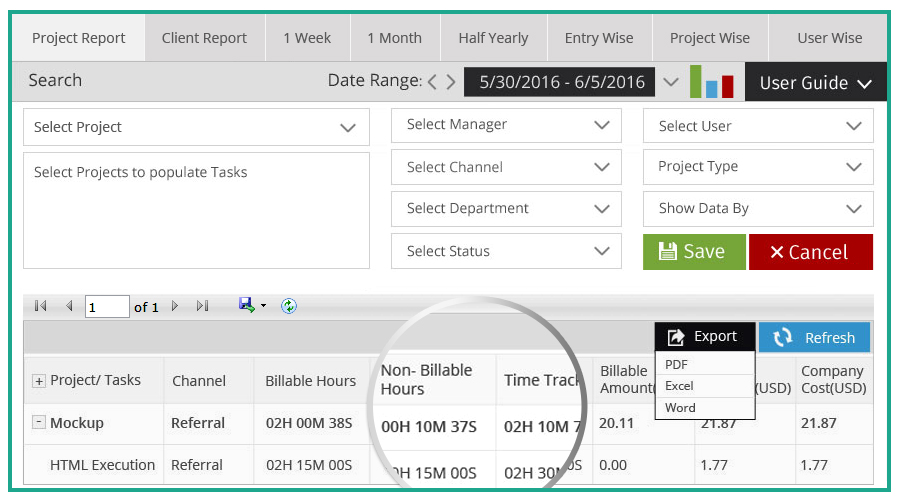 Project Report Client Report 1 Week 1 Month Half Yearly Entry Wise Project Wise User Wise
Search Date Range: 5/30/2016 - 6/5/2016 User Guide
Select Project Select Manager Select User
Select Projects to populate Tasks Select Channel Project Type
Select Department Show Data By
Select Status Save Cancel
1 of 1
Export Refresh
PDF
Excel
Word
Project/ Tasks Channel Billable Hours Non- Billable Hours Time Track Billable Amount( (USD) Company Cost(USD)
Mockup Referral 02H 00M 38S 00H 10M 37S 02H 10M 7 20.11 21.87 21.87
HTML Execution Referral 02H 15M 00S 0H 15M 00S 02H 30M 0S 0.00 1.77 1.77